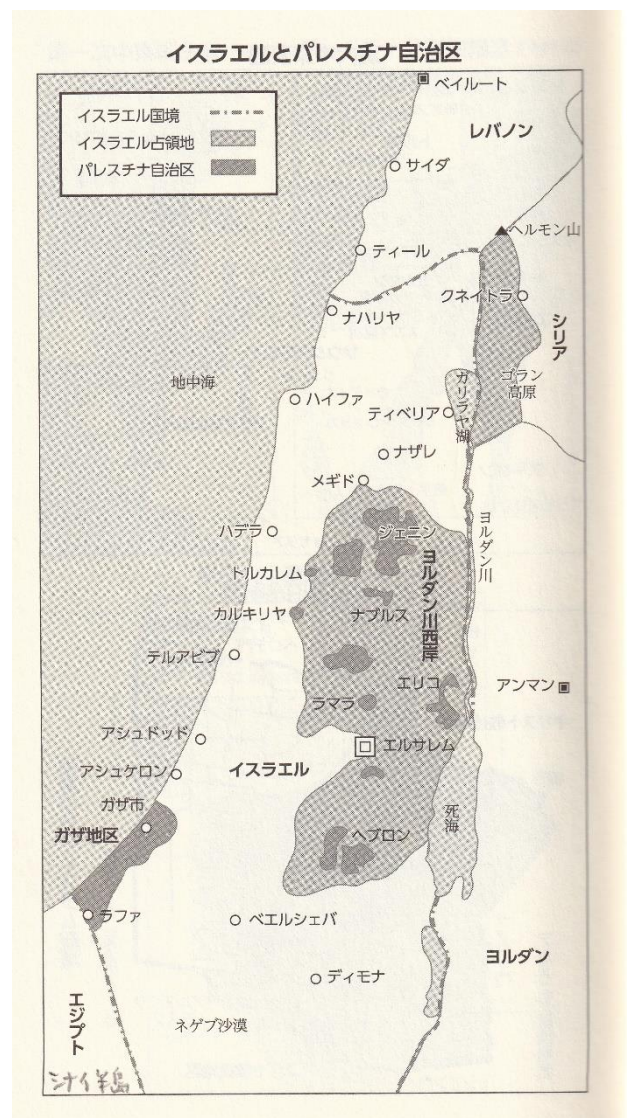 イスラエルとパレスチナ自治区
イスラエル国境
イスラエル占領地
パレスチナ自治区
ベイルート
レバノン
サイダ
ヘルモン山
ティール
クネイトラ
ナハリヤ
シリア
地中海
ゴラン
高原
ガリラヤ湖
ハイファ
ティベリア
ナザレ
メギド
ヨルダン川
ハデラ
ジェニン
トルカレム
ヨルダン川西岸
カルキリヤ
ナブルス
テルアビブ
エリコ
アンマン
ラマラ
アシュドッド
エルサレム
イスラエル
アシュケロン
ガザ市
死海
ガザ地区
ヘブロン
ラファ
ベエルシェバ
ヨルダン
ディモナ
エジプト
ネゲブ沙漠
シナイ半島